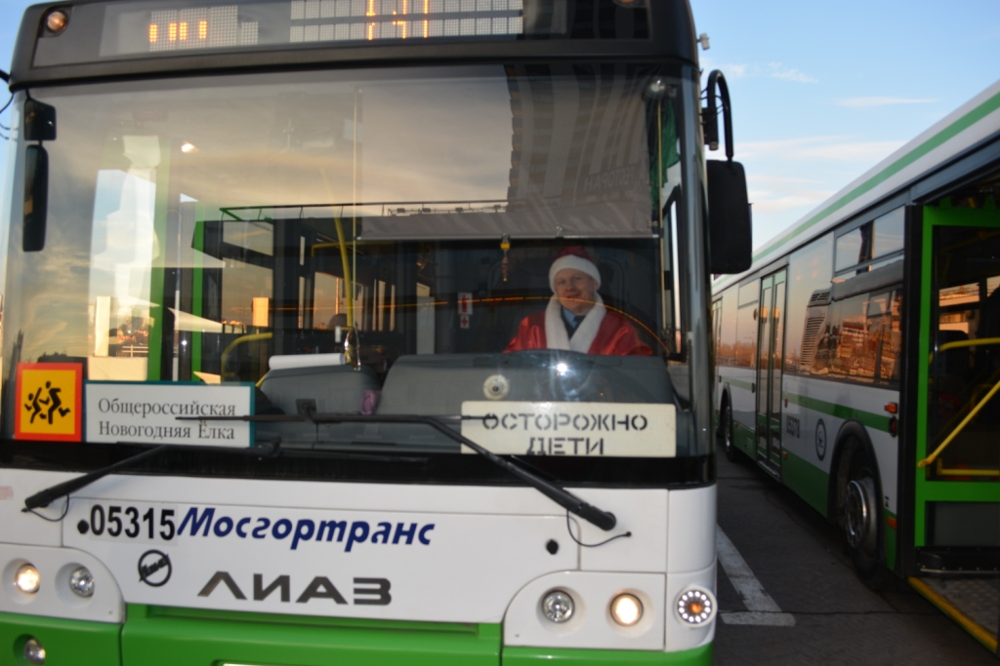 Общероссийская
Новогодняя Ёлка
ОСТОРОЖНО
ДЕТИ
05315 Мосгортранс
ЛИАЗ